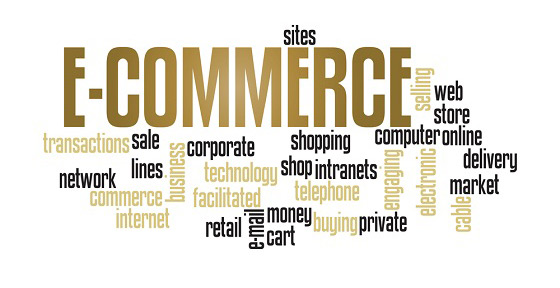 sites
E-COMMERCE
selling
web
store
transactions
sale
corporate
shopping
computer
online
lines
business
technology
shop
intranets
engaging
electronic
delivery
network
commerce
facilitated
telephone
market
internet
retail
e-mail
money
cart
buying
private
cable